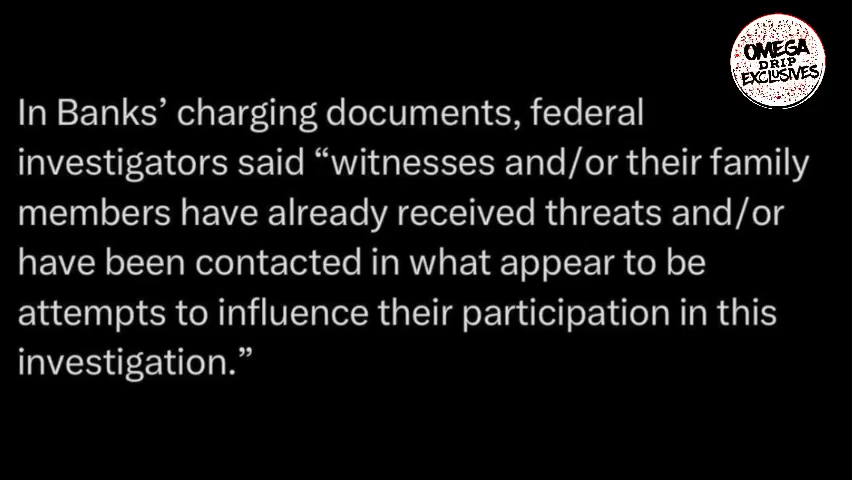 OMEGA
DRIP
EXCLUSIVES
In Banks’ charging documents, federal
investigators said “witnesses and/or their family
members have already received threats and/or
have been contacted in what appear to be
attempts to influence their participation in this
investigation.”